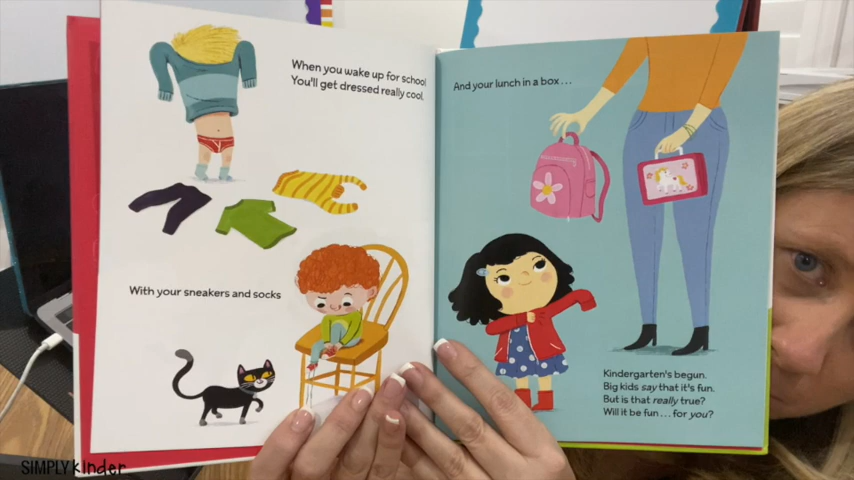 When you wake up for school
You'll get dressed really cool.
With your sneakers and socks
And your lunch in a box...
Kindergarten's begun.
Big kids say that it's fun.
But is that really true?
Will it be fun...for you?
SIMPLY kinder